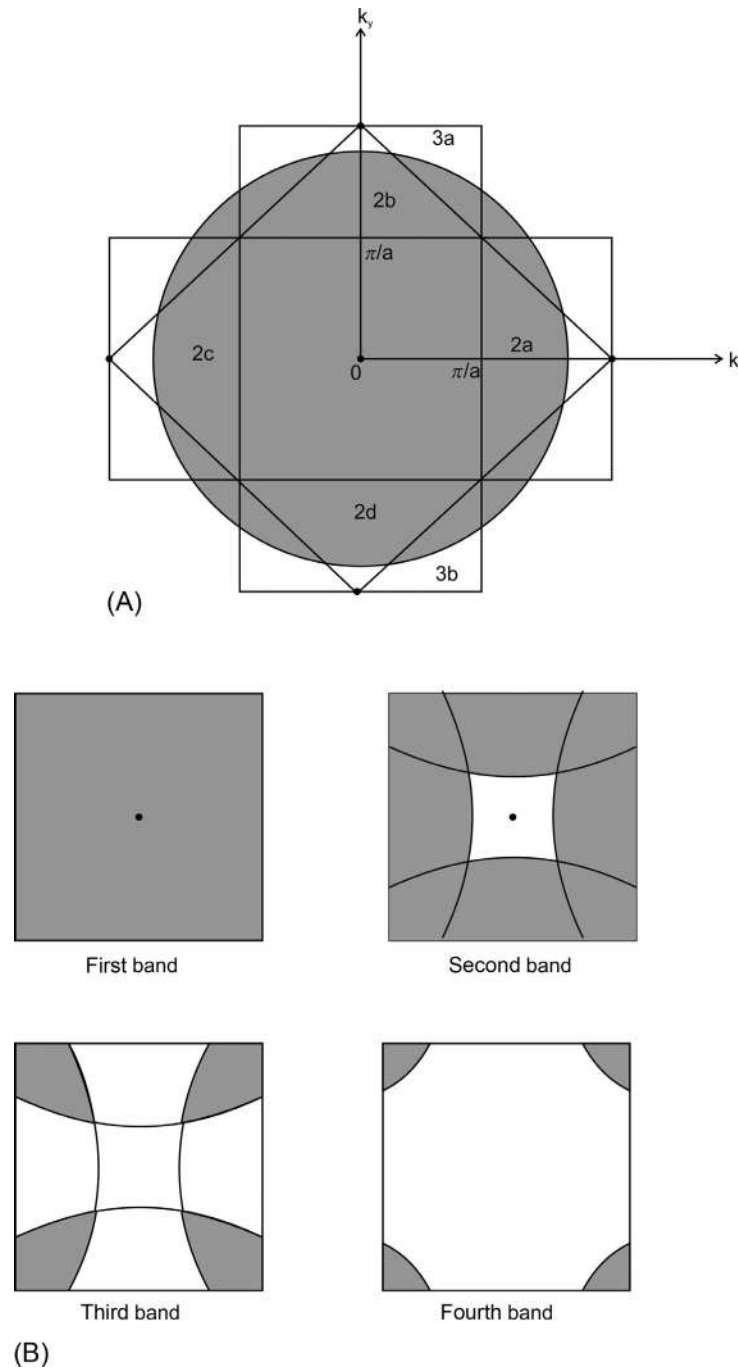 k_y
3a
2b
π/a
2c
2a
0
π/a
k
2d
3b
(A)
First band
Second band
Third band
Fourth band
(B)